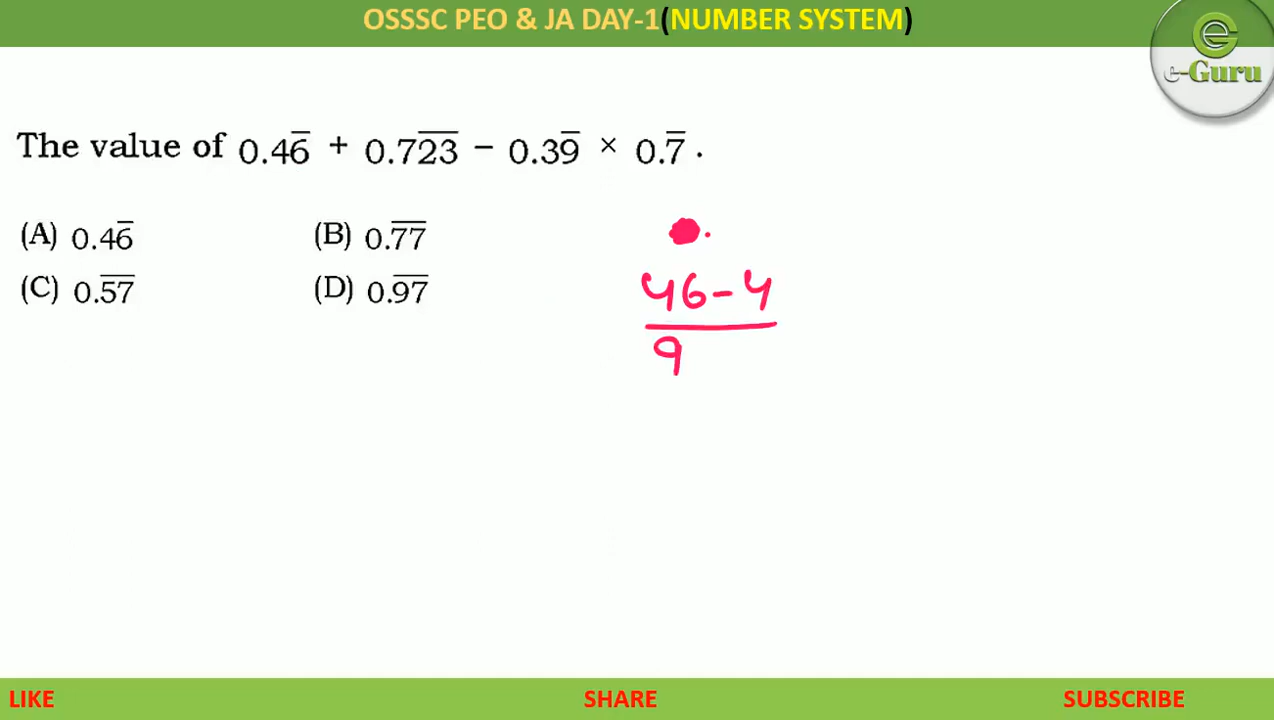 OSSSC PEO & JA DAY-1(NUMBER SYSTEM)
e
e-Guru
The value of 0.46̅ + 0.72̅3̅ − 0.39̅ × 0.7̅ .
(A) 0.46̅ (B) 0.7̅7̅
(C) 0.5̅7̅ (D) 0.9̅7̅
46-4
9
LIKE SHARE SUBSCRIBE